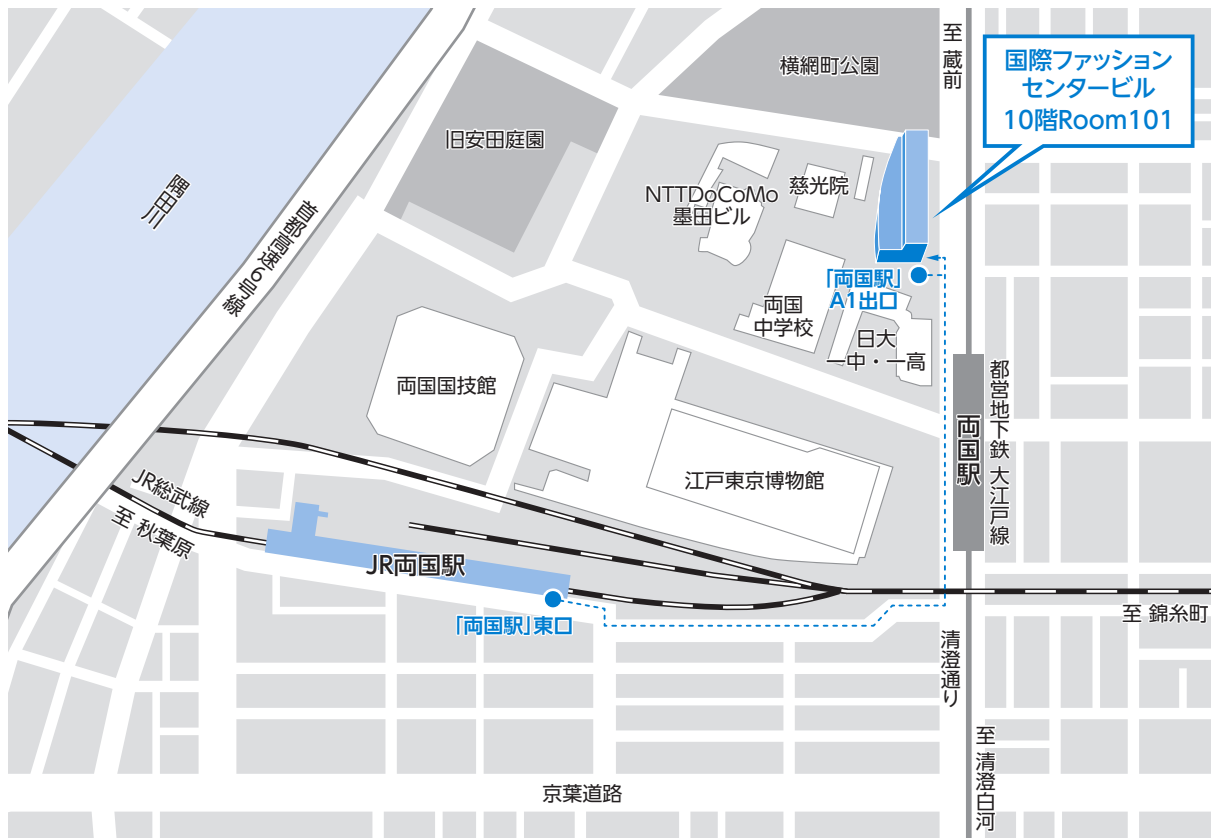 至 蔵前
国際ファッション
センタービル
10階Room101
横網町公園
旧安田庭園
隅田川
首都高速6号線
NTTDoCoMo
墨田ビル
慈光院
「両国駅」
A1出口
両国
中学校
日大
一中・一高
両国国技館
都営地下鉄 大江戸線
両国駅
江戸東京博物館
JR総武線
至 秋葉原
JR両国駅
「両国駅」東口
至 錦糸町
清澄通り
至 清澄白河
京葉道路